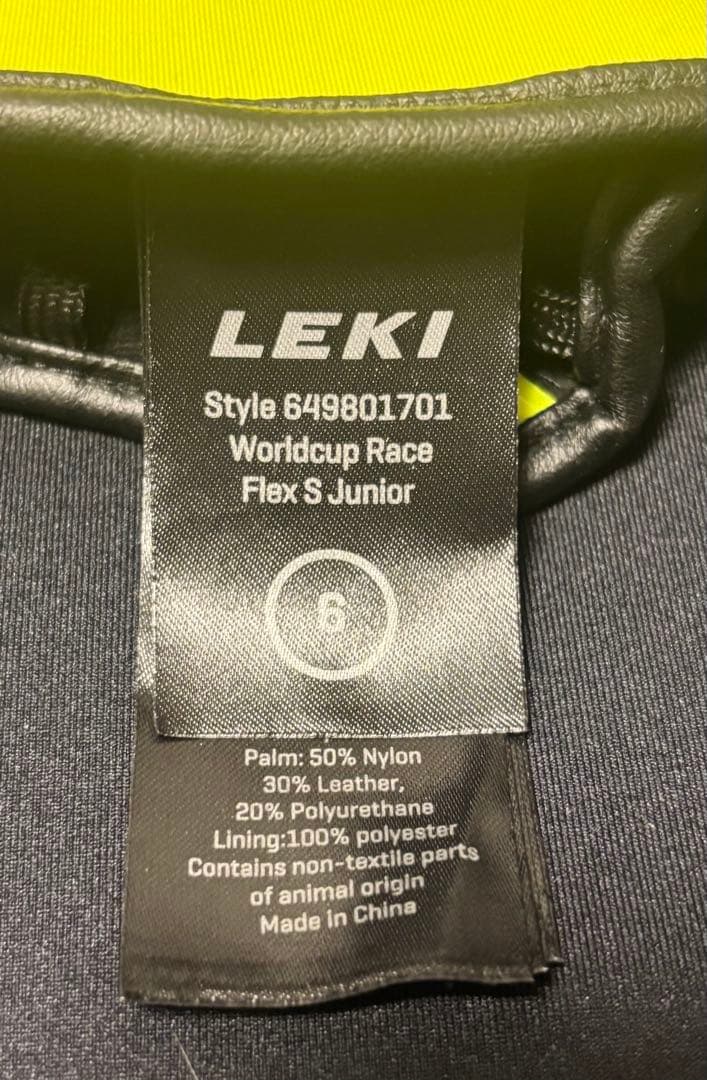 LEKI
Style 649801701
Worldcup Race
Flex S Junior
6
Palm: 50% Nylon
30% Leather,
20% Polyurethane
Lining:100% polyester
Contains non-textile parts
of animal origin
Made in China